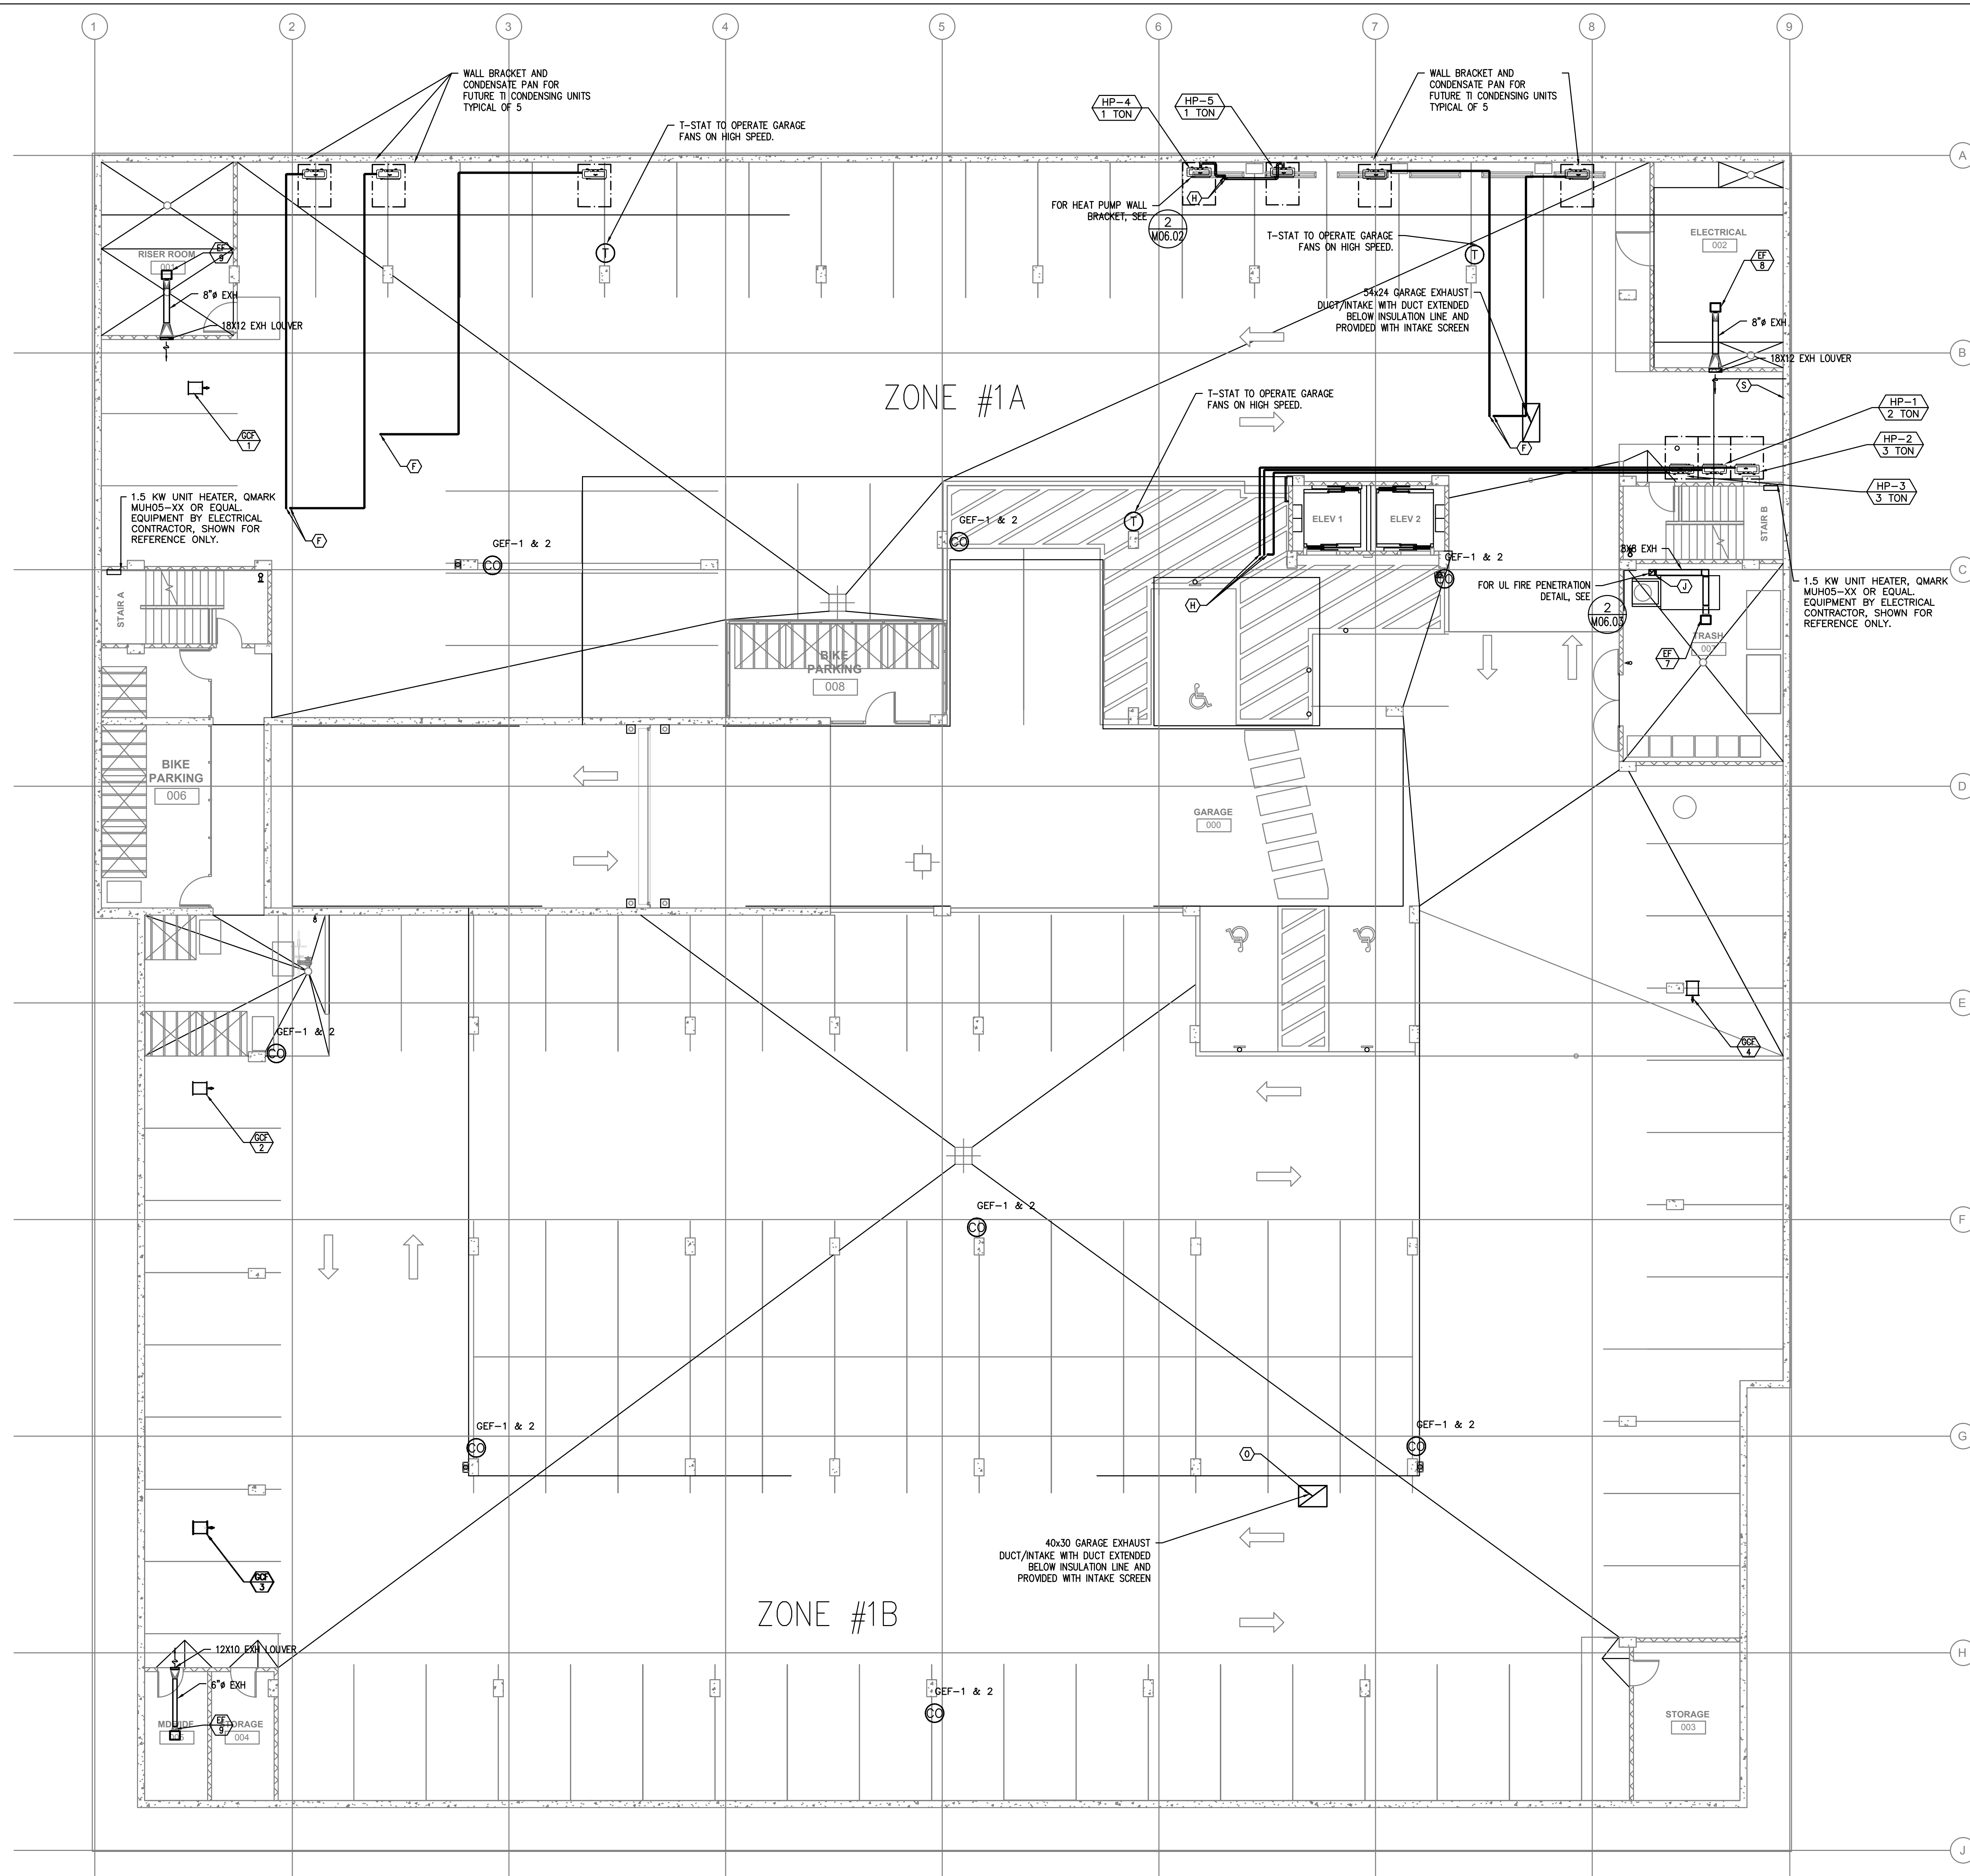 1
2
3
4
5
6
7
8
9
WALL BRACKET AND
CONDENSATE PAN FOR
FUTURE TI CONDENSING UNITS
TYPICAL OF 5
T-STAT TO OPERATE GARAGE
FANS ON HIGH SPEED.
HP-4
1 TON
HP-5
1 TON
WALL BRACKET AND
CONDENSATE PAN FOR
FUTURE TI CONDENSING UNITS
TYPICAL OF 5
A
FOR HEAT PUMP WALL
BRACKET, SEE
2
M06.02
H
T
T-STAT TO OPERATE GARAGE
FANS ON HIGH SPEED.
T
ELECTRICAL
002
RISER ROOM
001
EF
9
8"ø EXH
18X12 EXH LOUVER
54x24 GARAGE EXHAUST
DUCT/INTAKE WITH DUCT EXTENDED
BELOW INSULATION LINE AND
PROVIDED WITH INTAKE SCREEN
EF
8
8"ø EXH
18X12 EXH LOUVER
B
S
ZONE #1A
T-STAT TO OPERATE GARAGE
FANS ON HIGH SPEED.
HP-1
2 TON
HP-2
3 TON
HP-3
3 TON
GCF
1
F
F
1.5 KW UNIT HEATER, QMARK
MUH05-XX OR EQUAL.
EQUIPMENT BY ELECTRICAL
CONTRACTOR, SHOWN FOR
REFERENCE ONLY.
F
GEF-1 & 2
CO
GEF-1 & 2
CO
T
ELEV 1
ELEV 2
STAIR B
GEF-1 & 2
CO
8X8 EXH
C
FOR UL FIRE PENETRATION
DETAIL, SEE
2
M06.03
J
H
1.5 KW UNIT HEATER, QMARK
MUH05-XX OR EQUAL.
EQUIPMENT BY ELECTRICAL
CONTRACTOR, SHOWN FOR
REFERENCE ONLY.
STAIR A
TRASH
007
EF
7
BIKE
PARKING
008
BIKE
PARKING
006
D
GARAGE
000
E
GEF-1 & 2
CO
GCF
4
GCF
2
GEF-1 & 2
CO
F
GEF-1 & 2
CO
GEF-1 & 2
CO
G
O
GCF
3
40x30 GARAGE EXHAUST
DUCT/INTAKE WITH DUCT EXTENDED
BELOW INSULATION LINE AND
PROVIDED WITH INTAKE SCREEN
ZONE #1B
12X10 EXH LOUVER
H
6"ø EXH
GEF-1 & 2
CO
EF
9
STORAGE
004
STORAGE
003
J